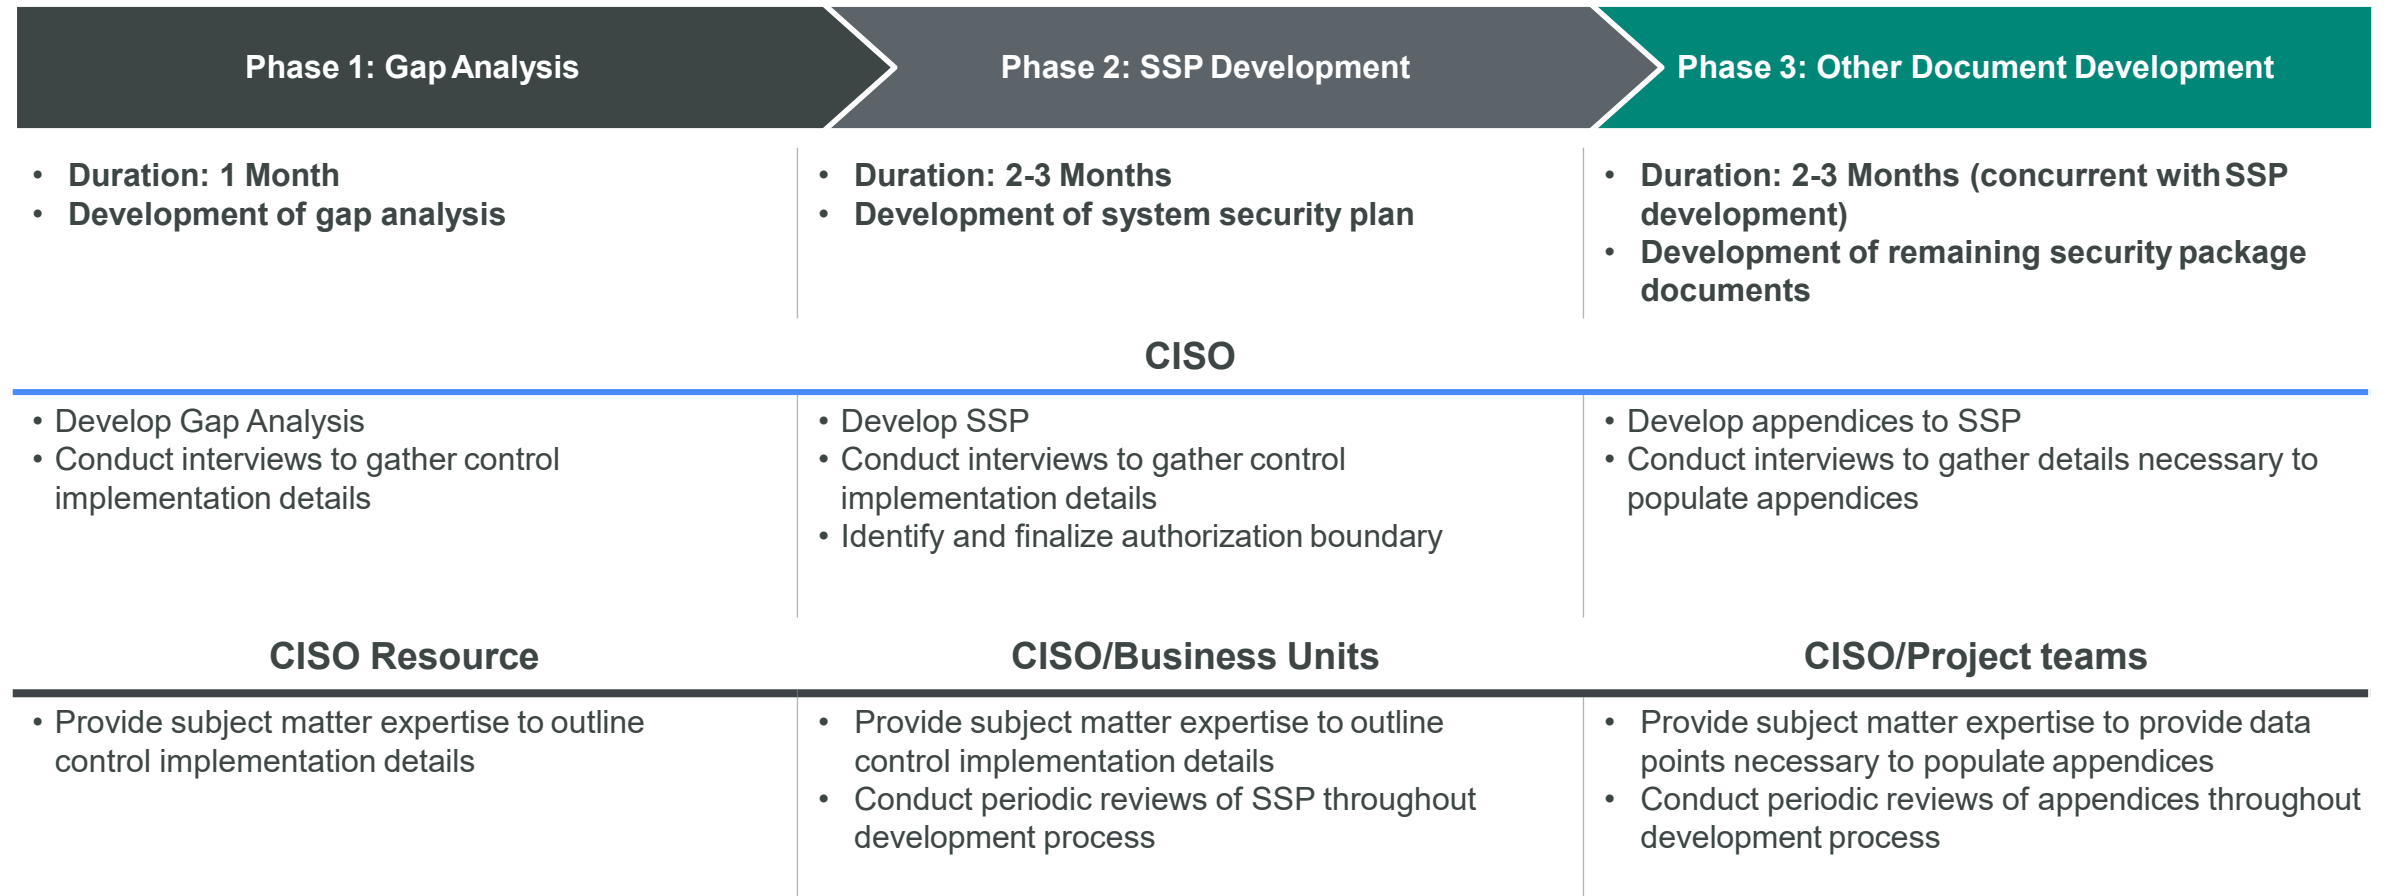 Phase 1: Gap Analysis
Phase 2: SSP Development
Phase 3: Other Document Development
• Duration: 1 Month
• Development of gap analysis
• Duration: 2-3 Months
• Development of system security plan
• Duration: 2-3 Months (concurrent with SSP
development)
• Development of remaining security package
documents
CISO
• Develop Gap Analysis
• Conduct interviews to gather control
implementation details
• Develop SSP
• Conduct interviews to gather control
implementation details
• Identify and finalize authorization boundary
• Develop appendices to SSP
• Conduct interviews to gather details necessary to
populate appendices
CISO Resource
CISO/Business Units
CISO/Project teams
• Provide subject matter expertise to outline
control implementation details
• Provide subject matter expertise to outline
control implementation details
• Conduct periodic reviews of SSP throughout
development process
• Provide subject matter expertise to provide data
points necessary to populate appendices
• Conduct periodic reviews of appendices throughout
development process